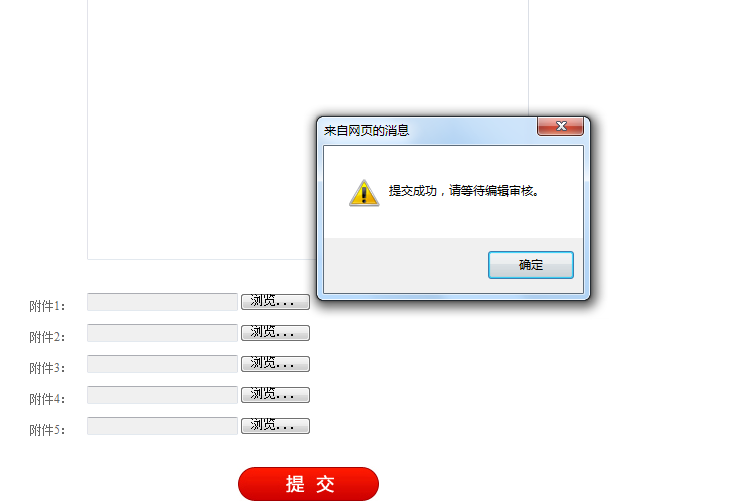 来自网页的消息
提交成功，请等待编辑审核。
确定
附件1： 浏览...
附件2： 浏览...
附件3： 浏览...
附件4： 浏览...
附件5： 浏览...
提 交